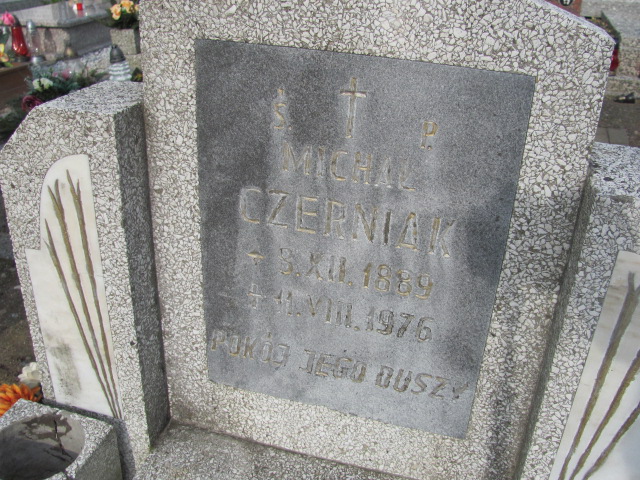 Ś P.
MICHAŁ
CZERNIAK
* 3.XII.1889
† 11.VIII.1976
POKÓJ JEGO DUSZY